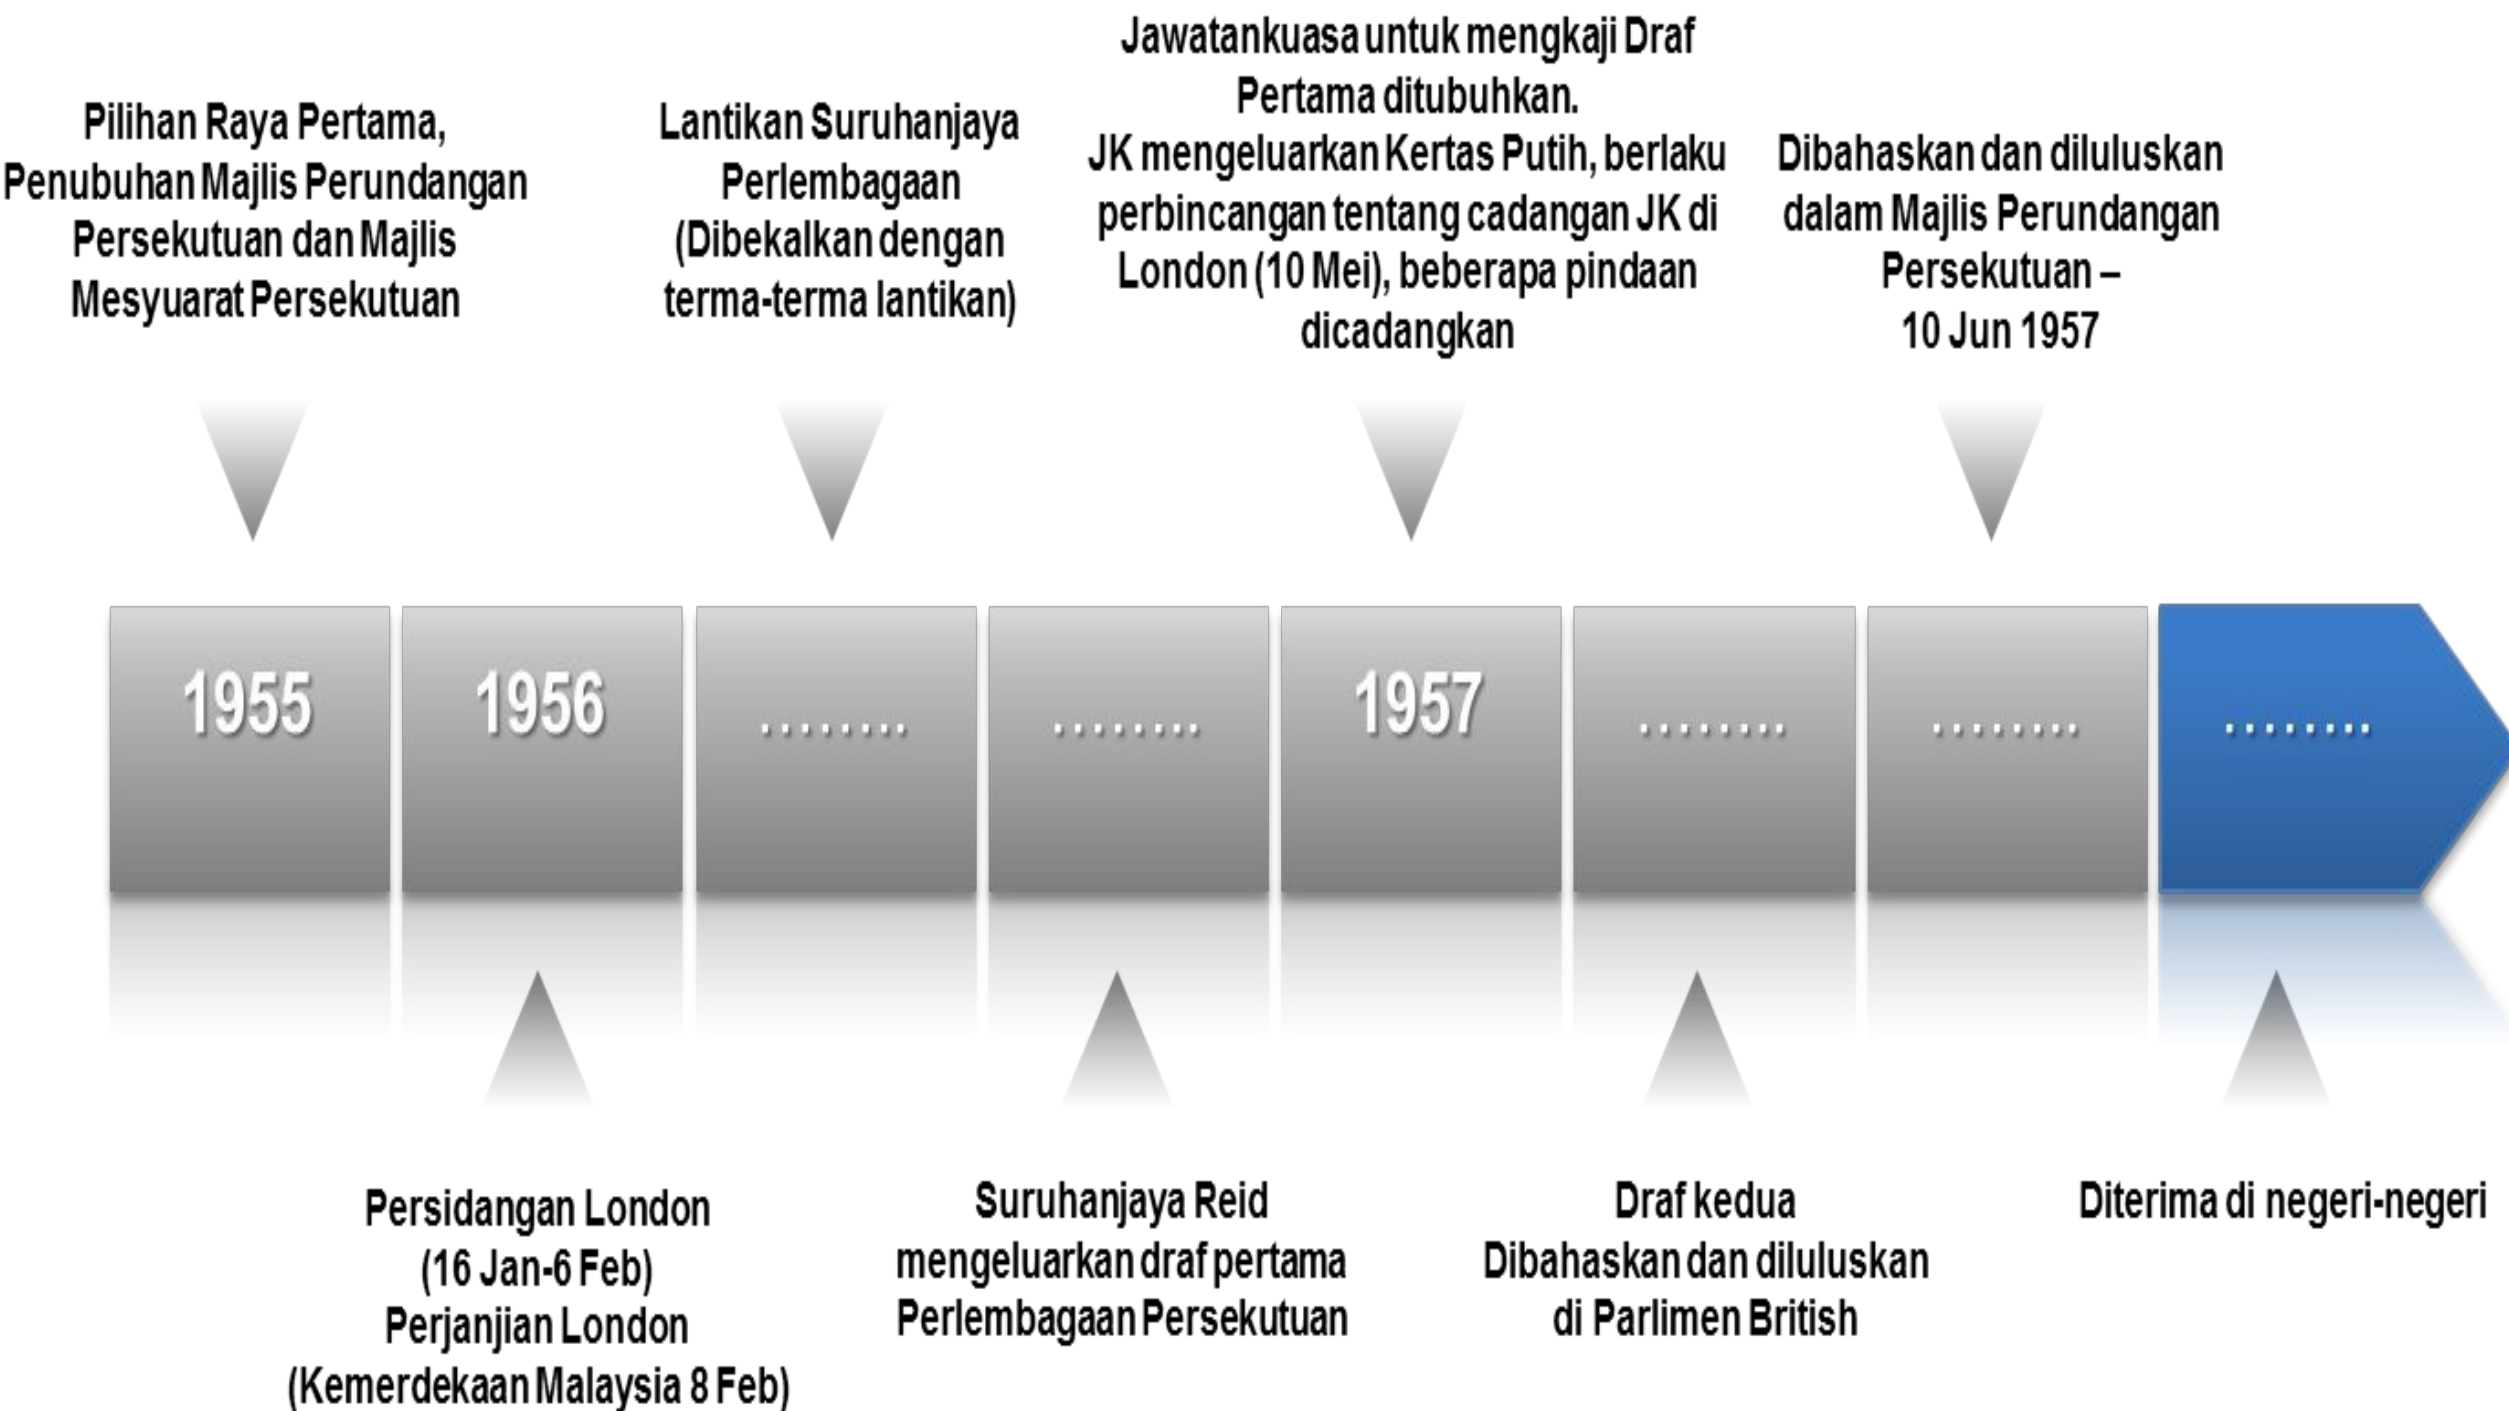 Pilihan Raya Pertama,
Penubuhan Majlis Perundangan
Persekutuan dan Majlis
Mesyuarat Persekutuan
Lantikan Suruhanjaya
Perlembagaan
(Dibekalkan dengan
terma-terma lantikan)
Jawatankuasa untuk mengkaji Draf
Pertama ditubuhkan.
JK mengeluarkan Kertas Putih, berlaku
perbincangan tentang cadangan JK di
London (10 Mei), beberapa pindaan
dicadangkan
Dibahaskan dan diluluskan
dalam Majlis Perundangan
Persekutuan –
10 Jun 1957
1955
1956
........
........
1957
........
........
........
Persidangan London
(16 Jan-6 Feb)
Perjanjian London
(Kemerdekaan Malaysia 8 Feb)
Suruhanjaya Reid
mengeluarkan draf pertama
Perlembagaan Persekutuan
Draf kedua
Dibahaskan dan diluluskan
di Parlimen British
Diterima di negeri-negeri